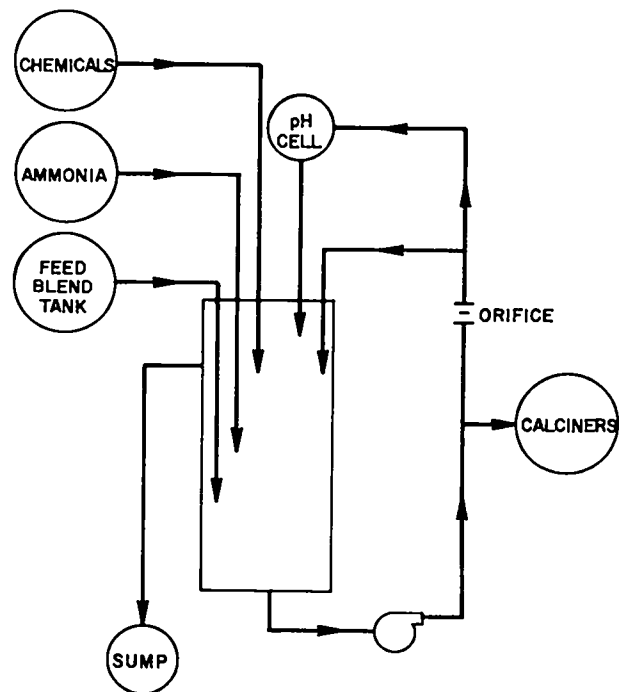 CHEMICALS
pH
CELL
AMMONIA
FEED
BLEND
TANK
ORIFICE
CALCINERS
SUMP